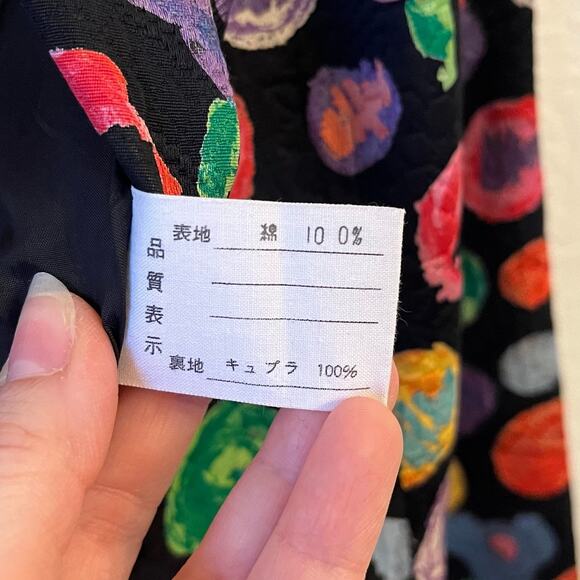 品質表示
表地 綿 100%
裏地 キュプラ 100%